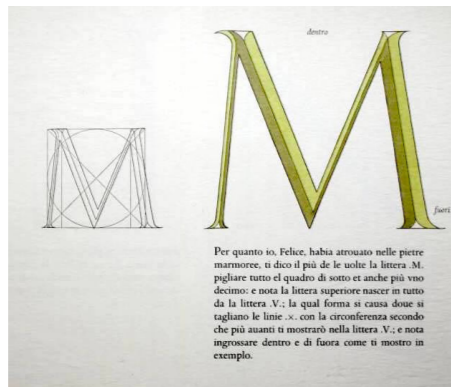 dentro
fuori
Per quanto io, Felice, habia atrouato nelle pietre
marmoree, ti dico il più de le uolte la littera .M.
pigliare tutto el quadro di sotto et anche più vno
decimo: e nota la littera superiore nascer in tutto
da la littera .V.; la qual forma si causa doue si
tagliano le linie .×. con la circonferenza secondo
che più auanti ti mostrarò nella littera .V.; e nota
ingrossare dentro e di fuora come ti mostro in
exemplo.